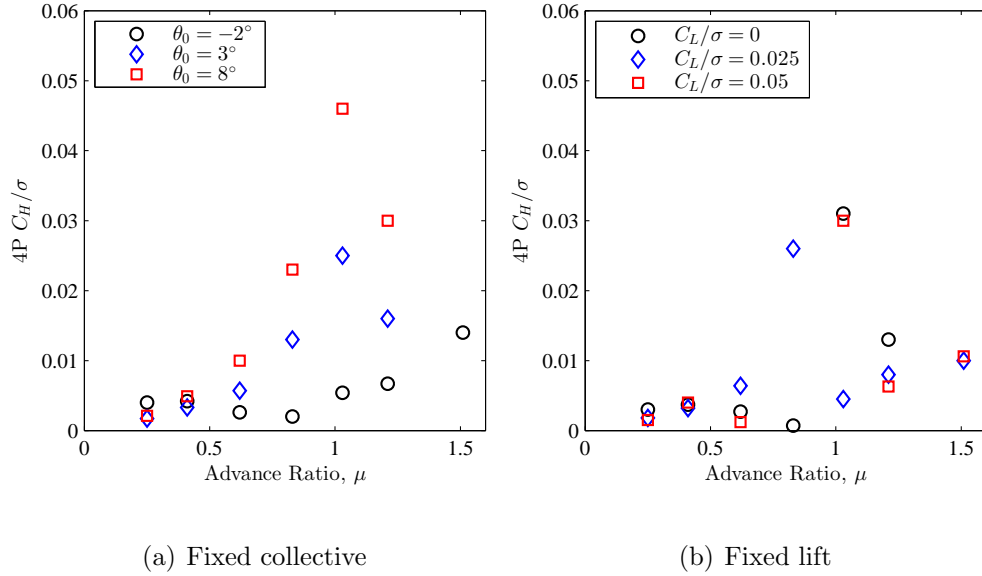 0.06
0.05
0.04
0.03
0.02
0.01
0
0
0.5
1
1.5
4P C_H/σ
Advance Ratio, μ
θ_0 = −2°
θ_0 = 3°
θ_0 = 8°
(a) Fixed collective
0.06
0.05
0.04
0.03
0.02
0.01
0
0
0.5
1
1.5
4P C_H/σ
Advance Ratio, μ
C_L/σ = 0
C_L/σ = 0.025
C_L/σ = 0.05
(b) Fixed lift